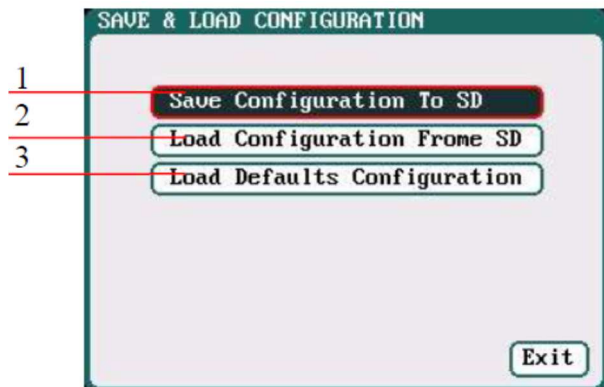 SAVE & LOAD CONFIGURATION
1
Save Configuration To SD
2
Load Configuration Frome SD
3
Load Defaults Configuration
Exit